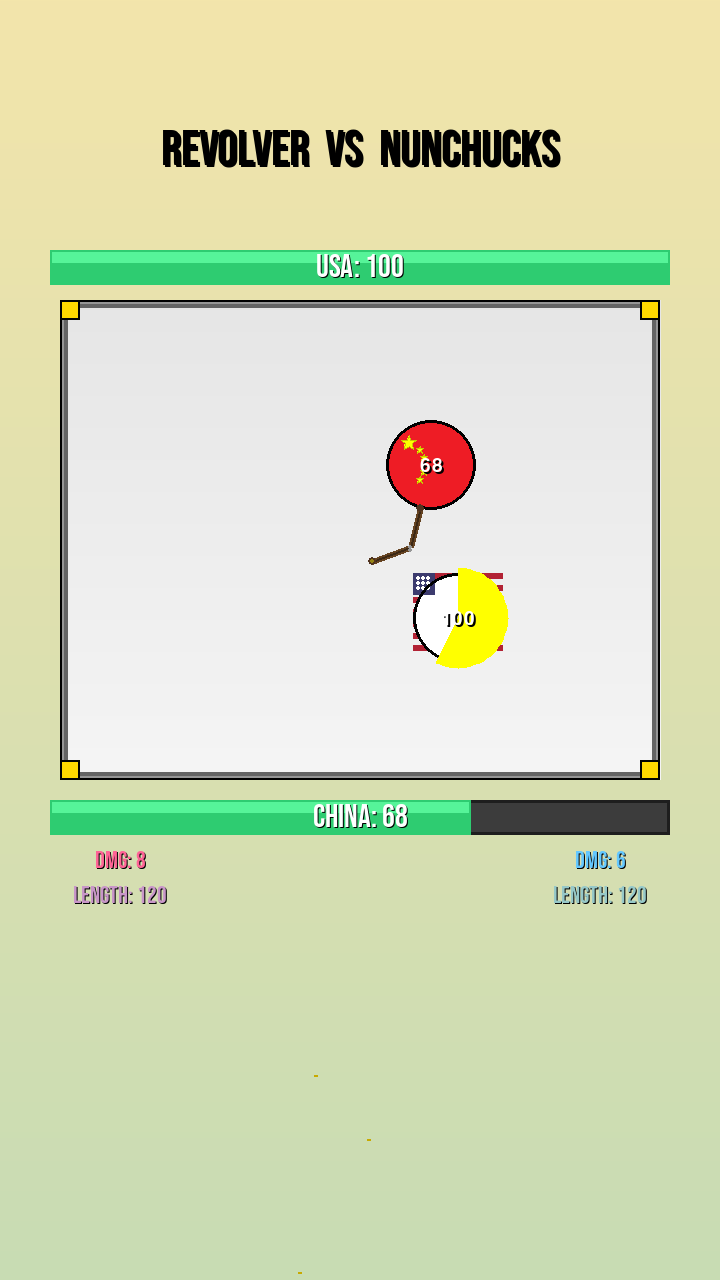 REVOLVER VS NUNCHUCKS
USA: 100
68
100
CHINA: 68
DMG: 8
DMG: 6
LENGTH: 120
LENGTH: 120